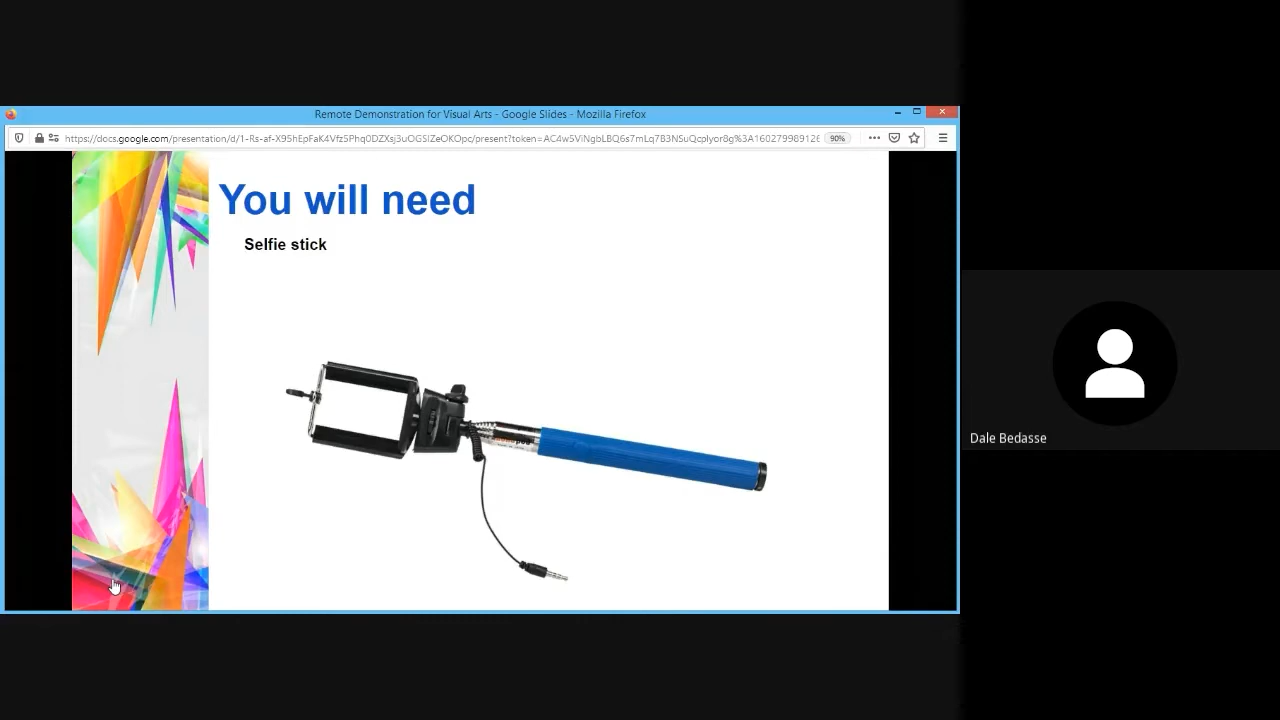 Remote Demonstration for Visual Arts - Google Slides - Mozilla Firefox
90%
You will need
Selfie stick
Dale Bedasse